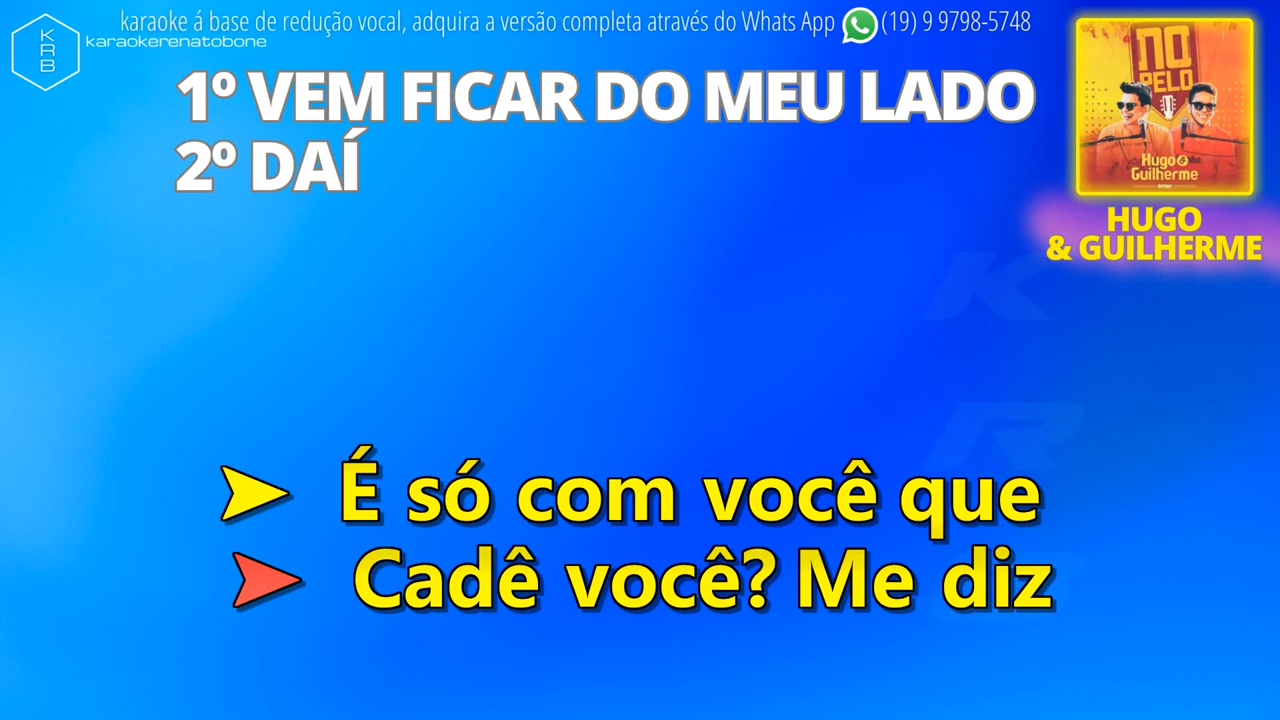 karaoke á base de redução vocal, adquira a versão completa através do Whats App (19) 9 9798-5748
K
R
B
karaokerenatobone
1º VEM FICAR DO MEU LADO
2º DAÍ
NO
PELO
Hugo &
Guilherme
HUGO
& GUILHERME
K
R
B
É só com você que
Cadê você? Me diz